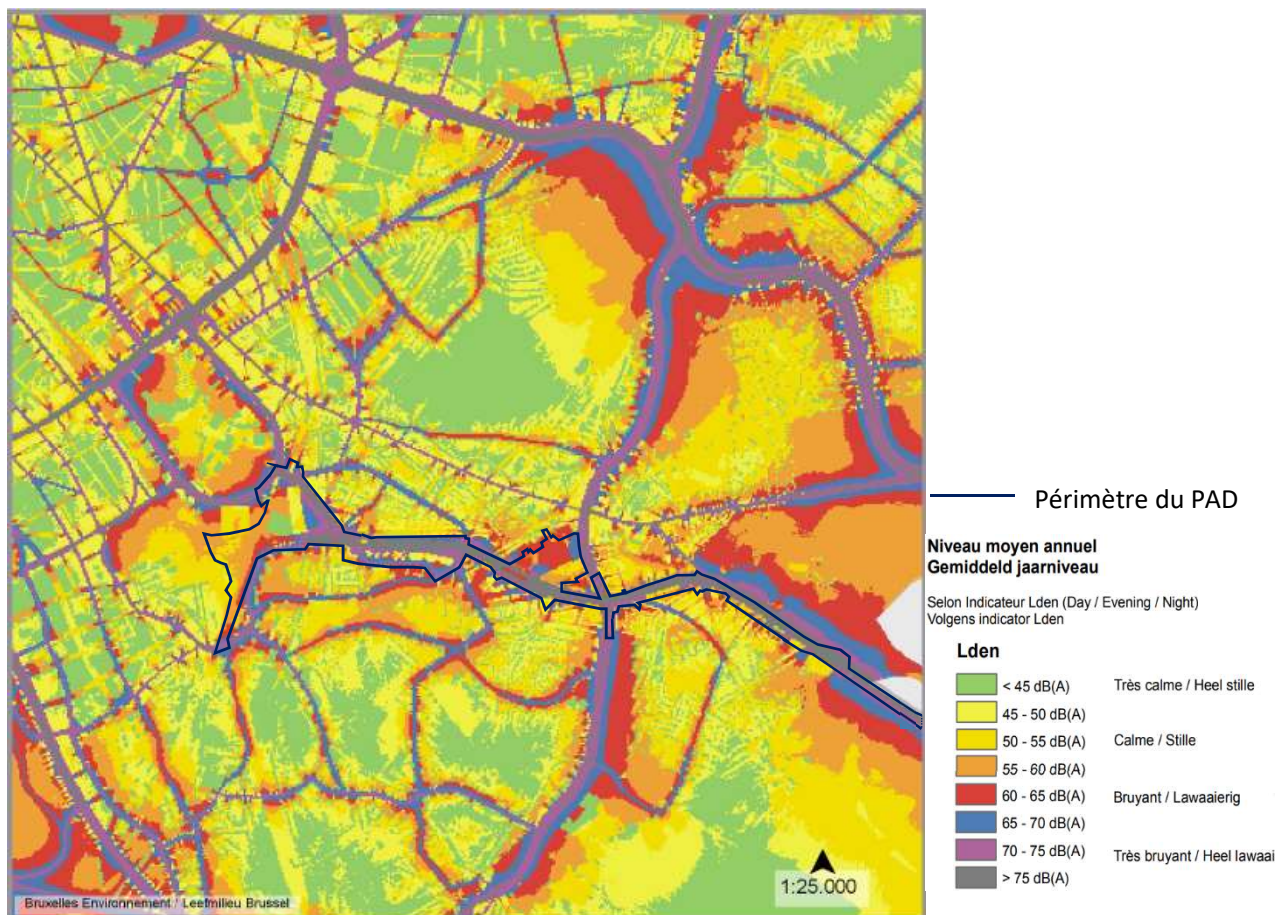 Périmètre du PAD
Niveau moyen annuel
Gemiddeld jaarniveau
Selon Indicateur Lden (Day / Evening / Night)
Volgens indicator Lden
Lden
< 45 dB(A) Très calme / Heel stille
45 - 50 dB(A)
50 - 55 dB(A) Calme / Stille
55 - 60 dB(A)
60 - 65 dB(A) Bruyant / Lawaaierig
65 - 70 dB(A)
70 - 75 dB(A) Très bruyant / Heel lawaai
> 75 dB(A)
1:25.000
Bruxelles Environnement / Leefmilieu Brussel